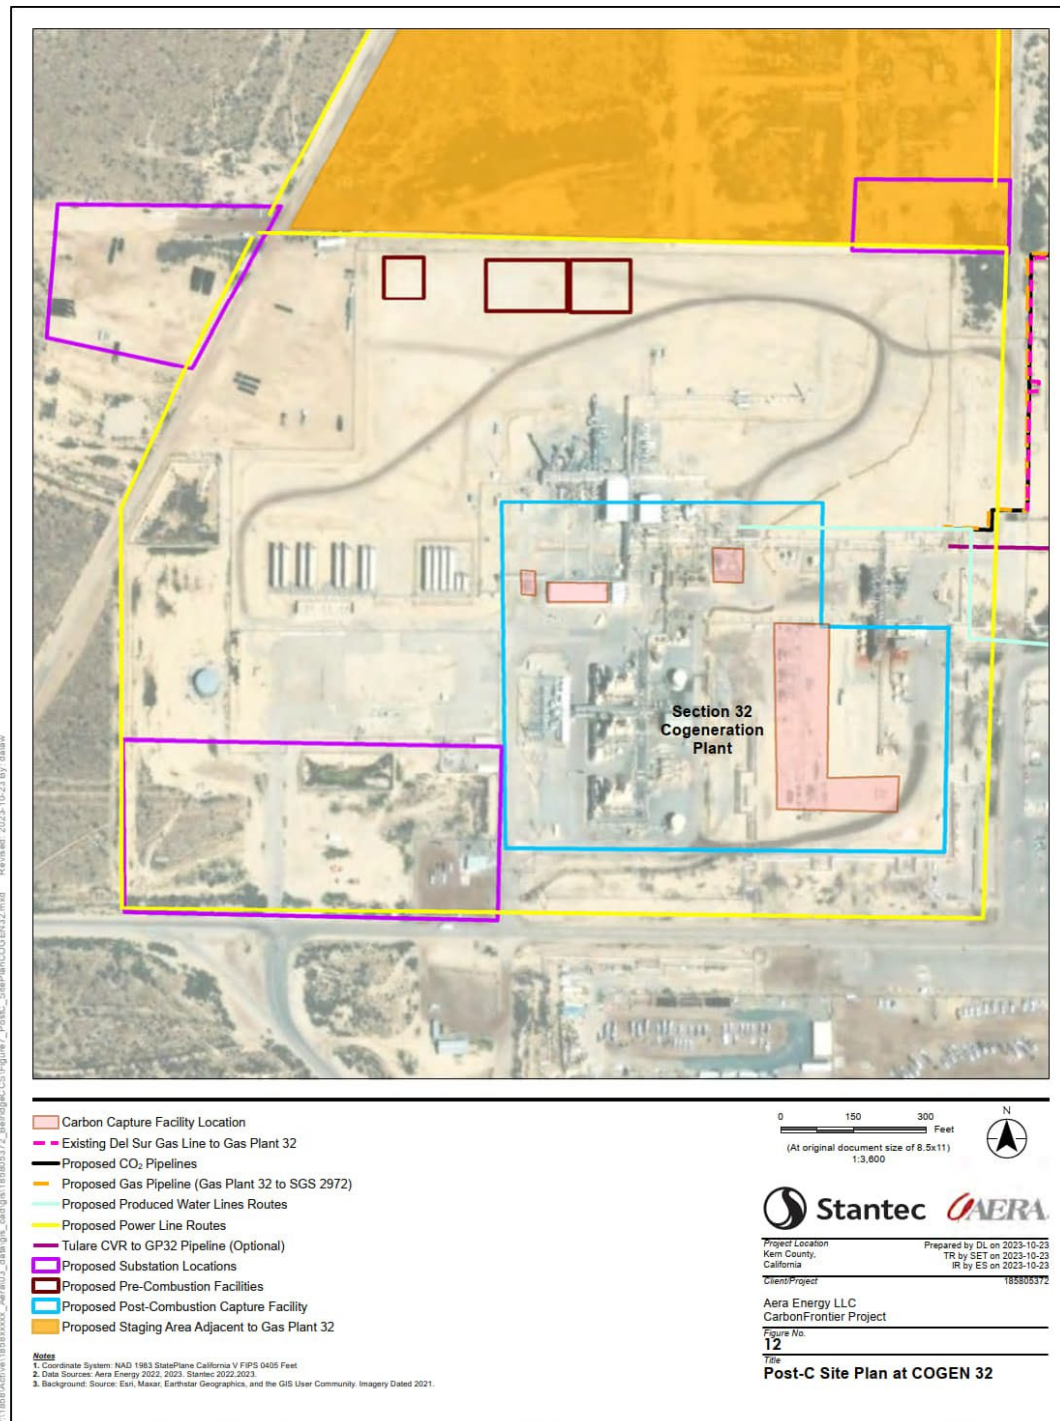 Section 32
Cogeneration
Plant
Carbon Capture Facility Location
Existing Del Sur Gas Line to Gas Plant 32
Proposed CO₂ Pipelines
Proposed Gas Pipeline (Gas Plant 32 to SGS 2972)
Proposed Produced Water Lines Routes
Proposed Power Line Routes
Tulare CVR to GP32 Pipeline (Optional)
Proposed Substation Locations
Proposed Pre-Combustion Facilities
Proposed Post-Combustion Capture Facility
Proposed Staging Area Adjacent to Gas Plant 32
Notes
1. Coordinate System: NAD 1983 StatePlane California V FIPS 0405 Feet
2. Data Sources: Aera Energy 2022, 2023. Stantec 2022,2023.
3. Background: Source: Esri, Maxar, Earthstar Geographics, and the GIS User Community. Imagery Dated 2021.
0 150 300
Feet
(At original document size of 8.5x11)
1:3,600
N
Stantec
AERA
Project Location
Kern County,
California
Prepared by DL on 2023-10-23
TR by SET on 2023-10-23
IR by ES on 2023-10-23
Client/Project
185805372
Aera Energy LLC
CarbonFrontier Project
Figure No.
12
Title
Post-C Site Plan at COGEN 32
Revised: 2023-10-23 By: dalaw